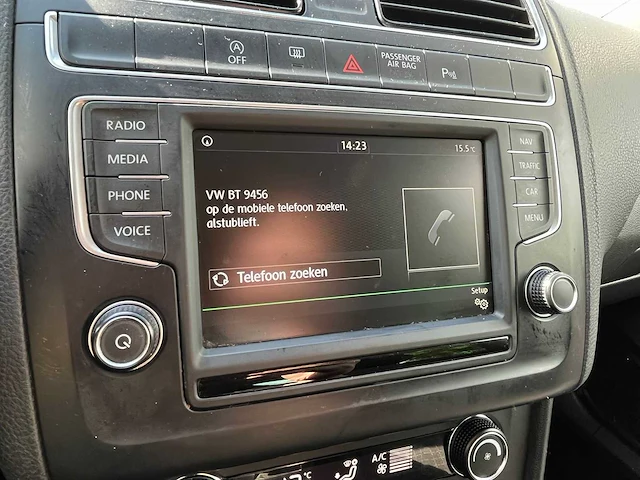 A OFF
PASSENGER
AIR BAG
P
RADIO
MEDIA
PHONE
VOICE
14:23
15.5°C
VW BT 9456
op de mobiele telefoon zoeken,
alstublieft.
Telefoon zoeken
Setup
NAV
TRAFFIC
CAR
MENU
°C
A/C